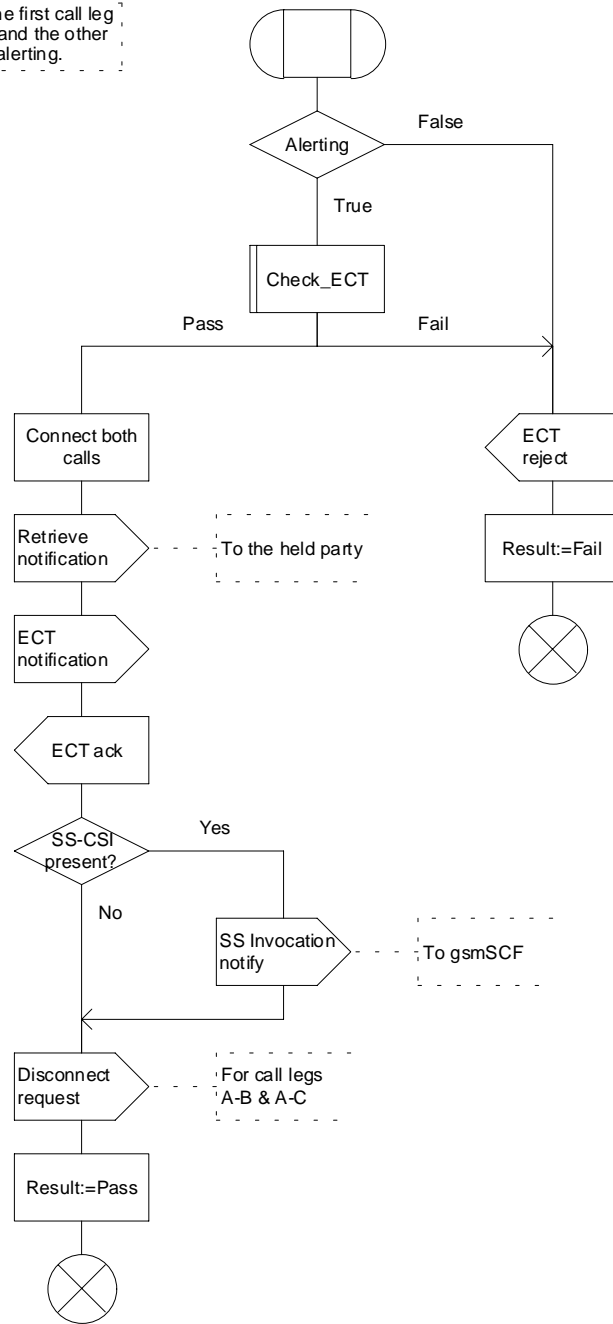 he first call leg
and the other
alerting.
Alerting
False
True
Check_ECT
Pass
Fail
Connect both
calls
ECT
reject
Retrieve
notification
To the held party
Result:=Fail
ECT
notification
ECT ack
SS-CSI
present?
Yes
No
SS Invocation
notify
To gsmSCF
Disconnect
request
For call legs
A-B & A-C
Result:=Pass